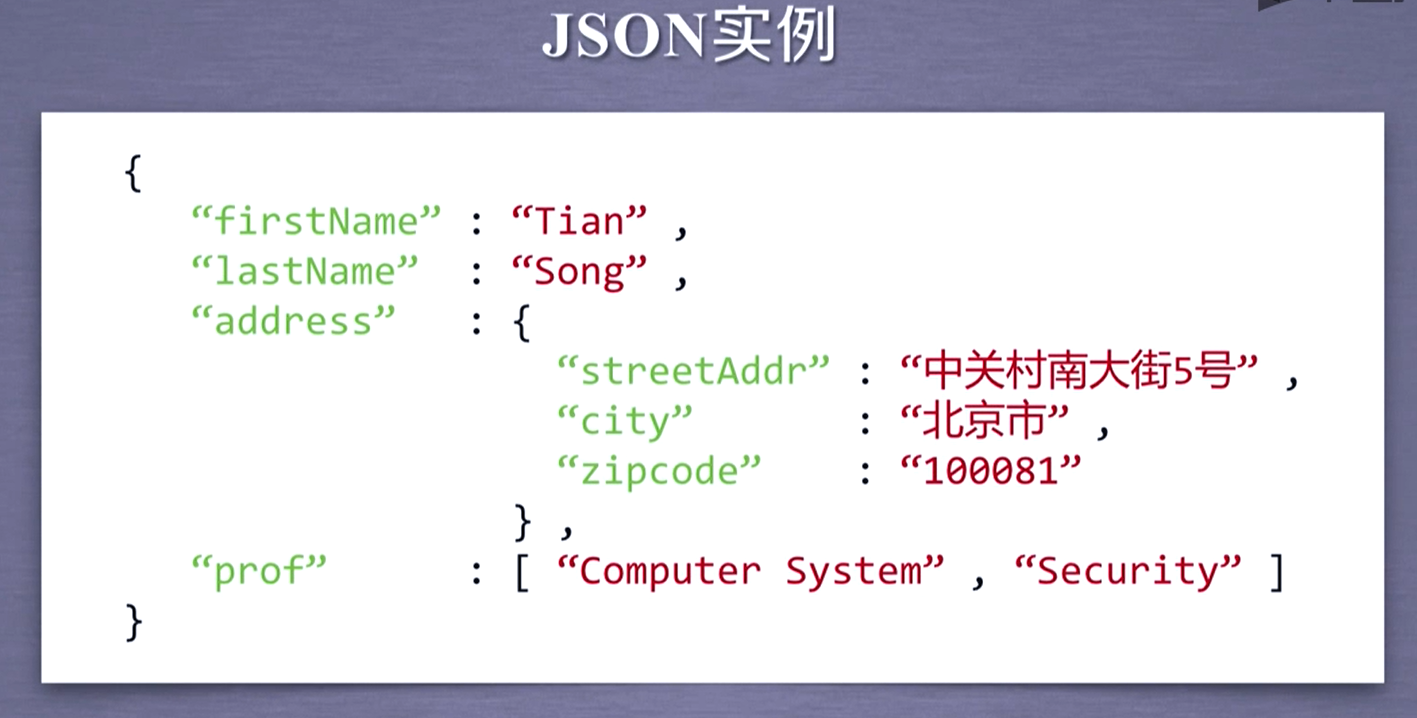 JSON实例
{
“firstName” : “Tian” ,
“lastName” : “Song” ,
“address” : {
“streetAddr” : “中关村南大街5号” ,
“city” : “北京市” ,
“zipcode” : “100081”
} ,
“prof” : [ “Computer System” , “Security” ]
}